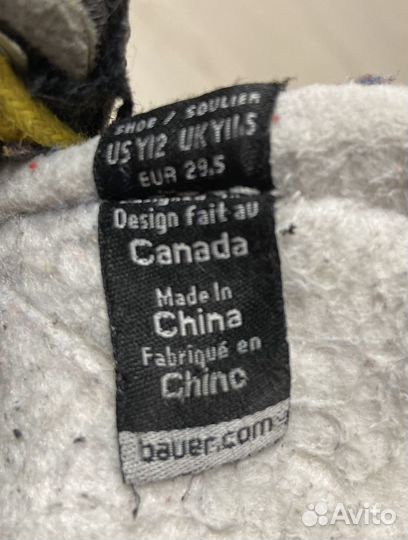 SHOE / SOULIER
US Y12 UK Y11.5
EUR 29.5
Design fait au
Canada
Made In
China
Fabriqué en
Chine
bauer.com
Avito